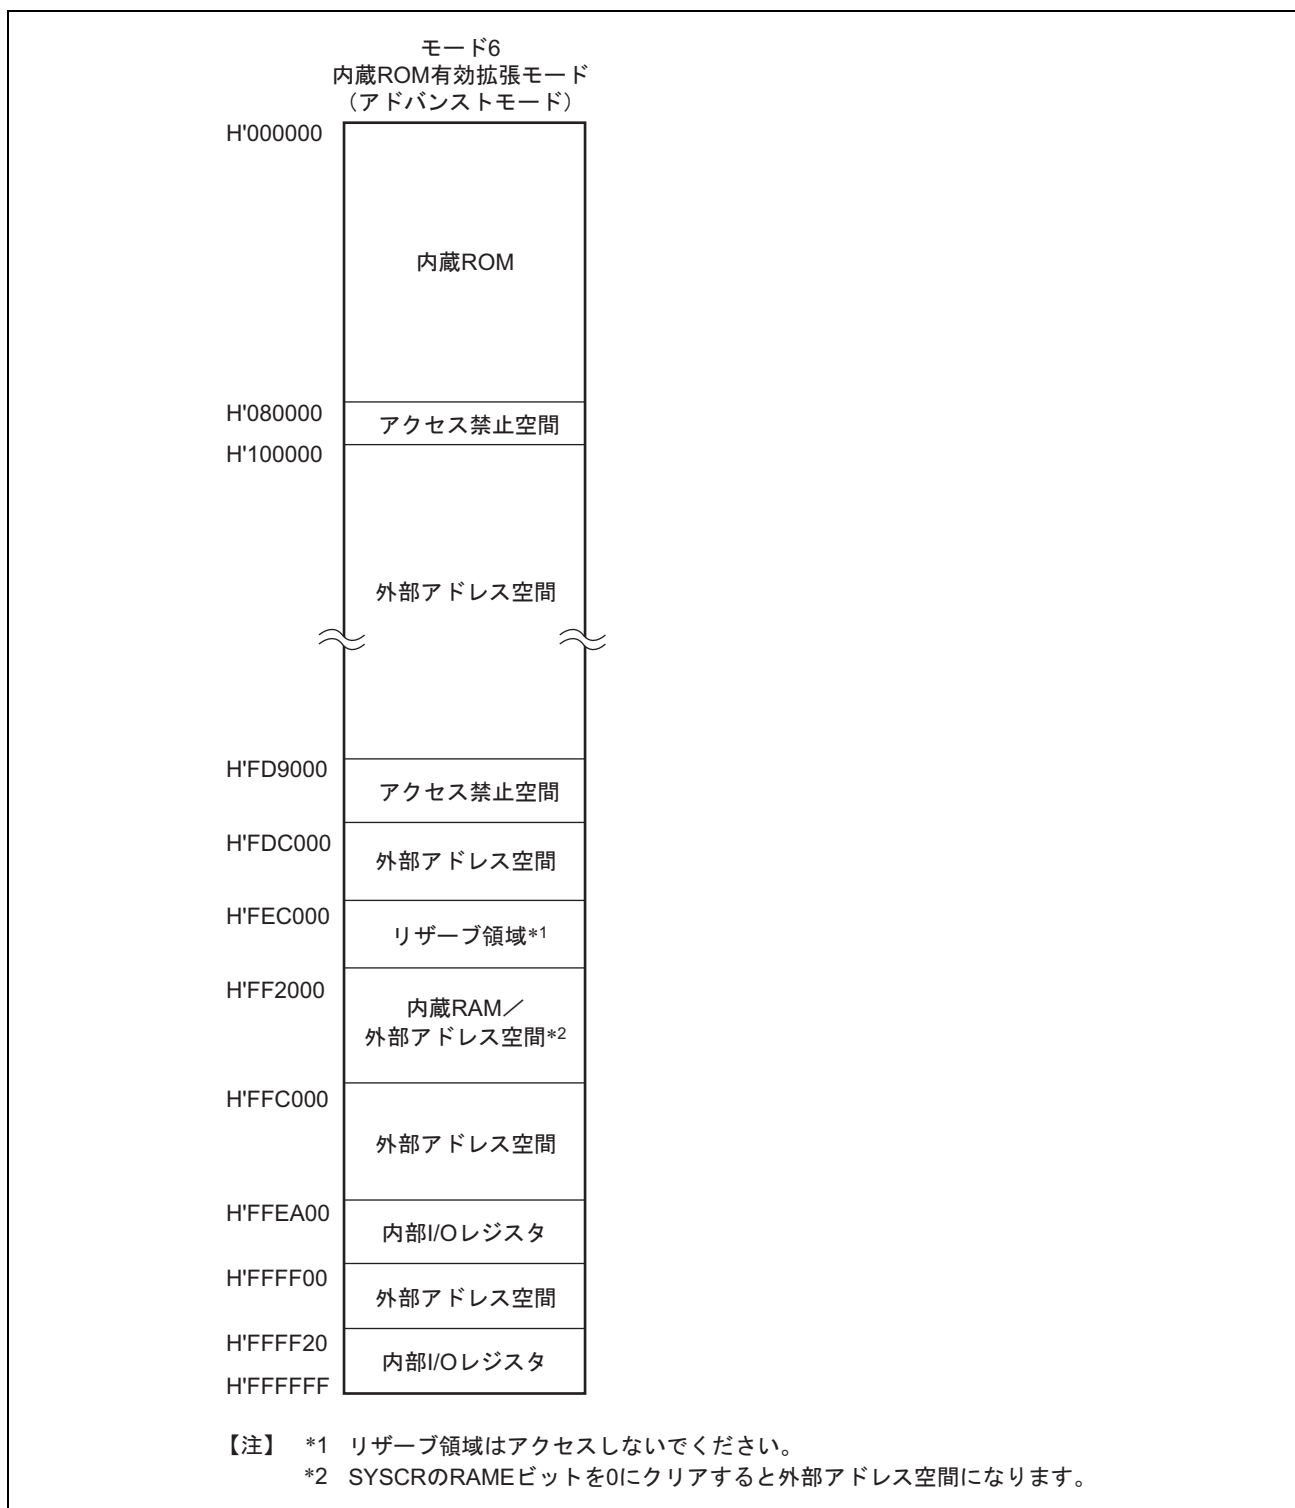 モード6
内蔵ROM有効拡張モード
（アドバンストモード）
H'000000
内蔵ROM
H'080000
アクセス禁止空間
H'100000
外部アドレス空間
H'FD9000
アクセス禁止空間
H'FDC000
外部アドレス空間
H'FEC000
リザーブ領域*1
H'FF2000
内蔵RAM／
外部アドレス空間*2
H'FFC000
外部アドレス空間
H'FFEA00
内部I/Oレジスタ
H'FFFF00
外部アドレス空間
H'FFFF20
内部I/Oレジスタ
H'FFFFFF
【注】 *1 リザーブ領域はアクセスしないでください。
*2 SYSCRのRAMEビットを0にクリアすると外部アドレス空間になります。